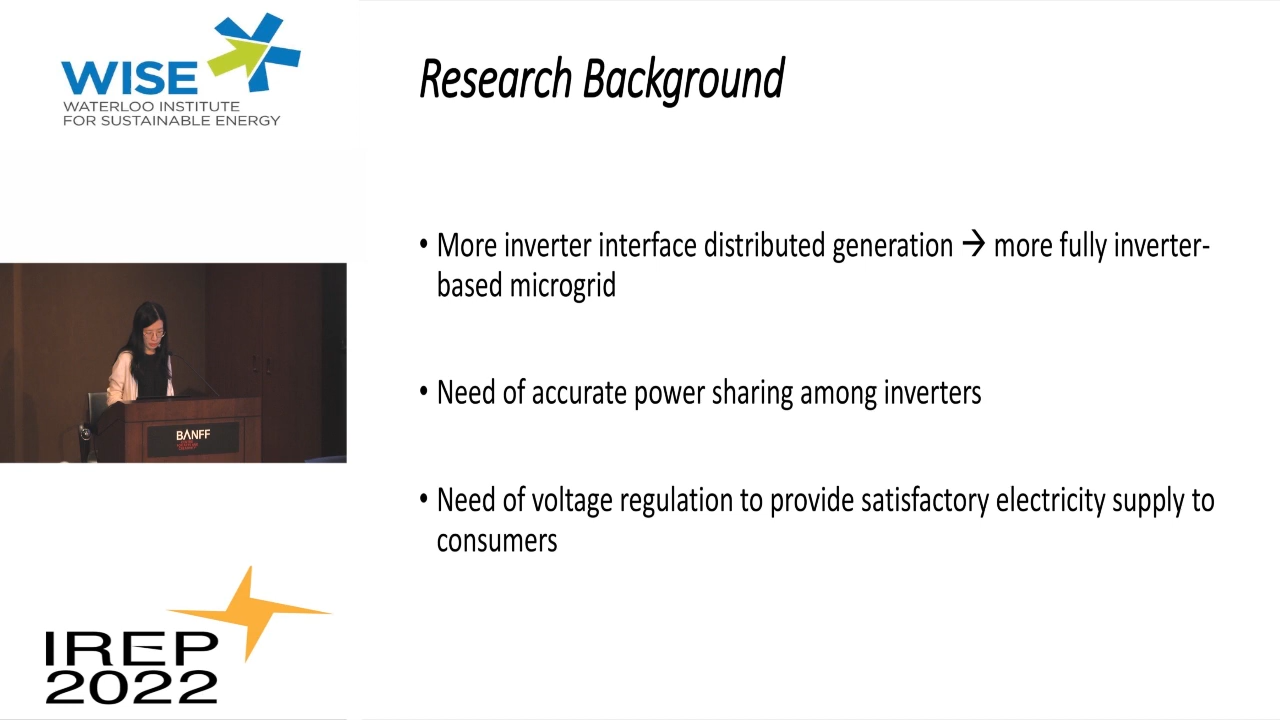 WISE
WATERLOO INSTITUTE
FOR SUSTAINABLE ENERGY
Research Background
• More inverter interface distributed generation → more fully inverter-
based microgrid
• Need of accurate power sharing among inverters
• Need of voltage regulation to provide satisfactory electricity supply to
consumers
BANFF
IREP
2022